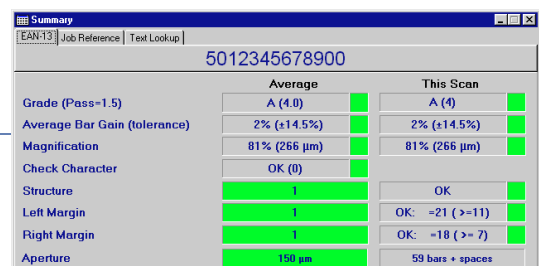 Summary
EAN-13 Job Reference Text Lookup
5012345678900
Average This Scan
Grade (Pass=1.5) A (4.0) A (4)
Average Bar Gain (tolerance) 2% (±14.5%) 2% (±14.5%)
Magnification 81% (266 µm) 81% (266 µm)
Check Character OK (0)
Structure 1 OK
Left Margin 1 OK: =21 ( >=11)
Right Margin 1 OK: =18 ( >= 7)
Aperture 150 µm 59 bars + spaces